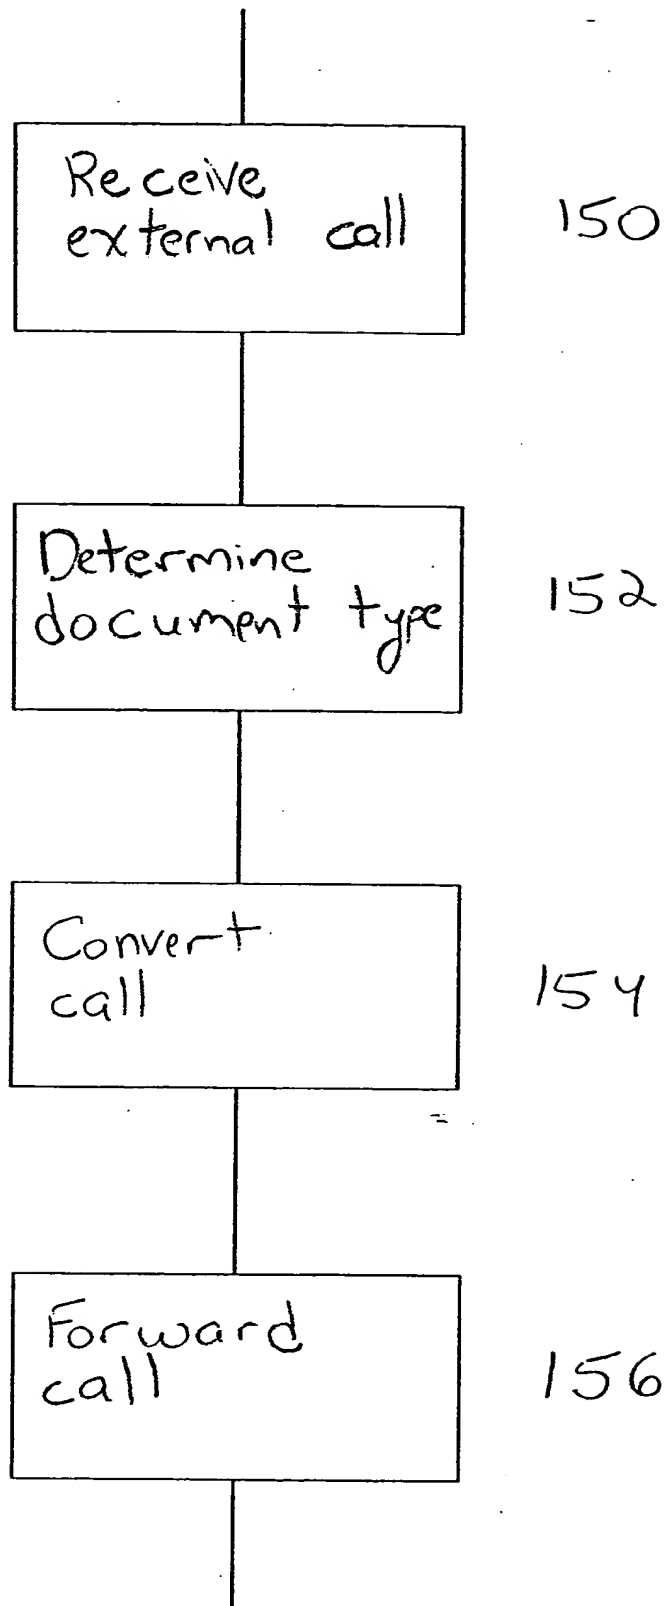 Receive
external call
150
Determine
document type
152
Convert
call
154
Forward
call
156